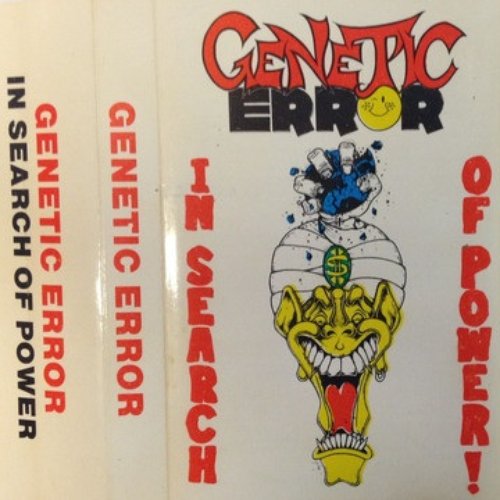 GENETIC ERROR
IN SEARCH OF POWER
GENETIC ERROR
GENETIC
ERROR
IN SEARCH
OF POWER!
$